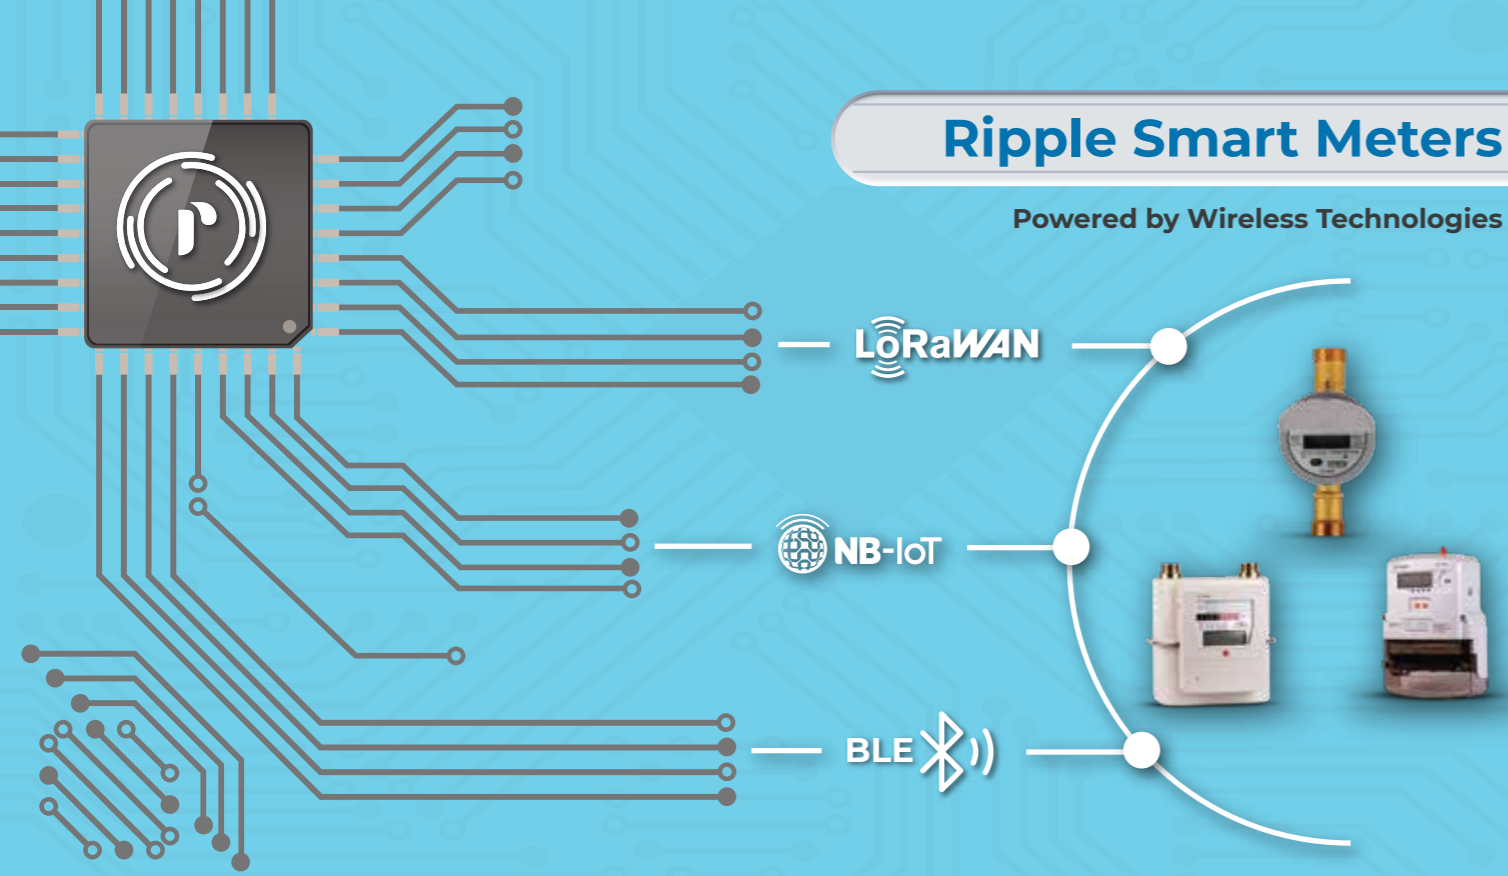 Ripple Smart Meters
Powered by Wireless Technologies
r
LoRaWAN
NB-IoT
BLE